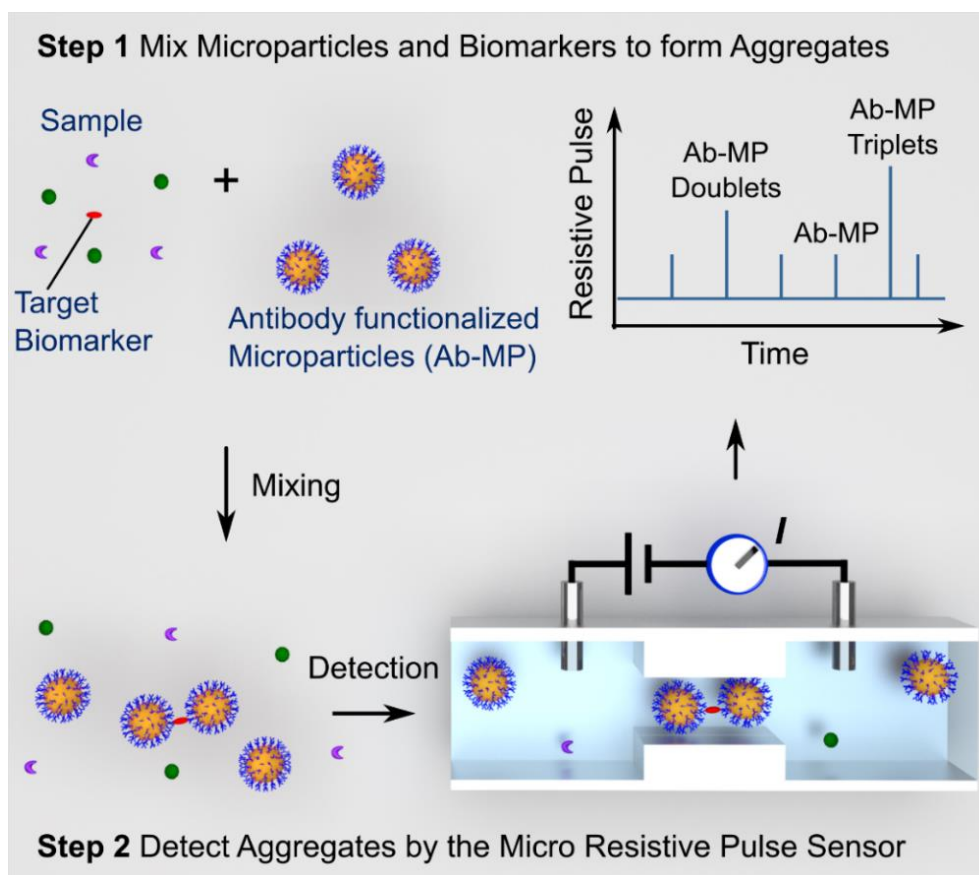 Step 1 Mix Microparticles and Biomarkers to form Aggregates
Sample
+
Target
Biomarker
Antibody functionalized
Microparticles (Ab-MP)
Resistive Pulse
Ab-MP
Doublets
Ab-MP
Ab-MP
Triplets
Time
Mixing
Detection
I
Step 2 Detect Aggregates by the Micro Resistive Pulse Sensor